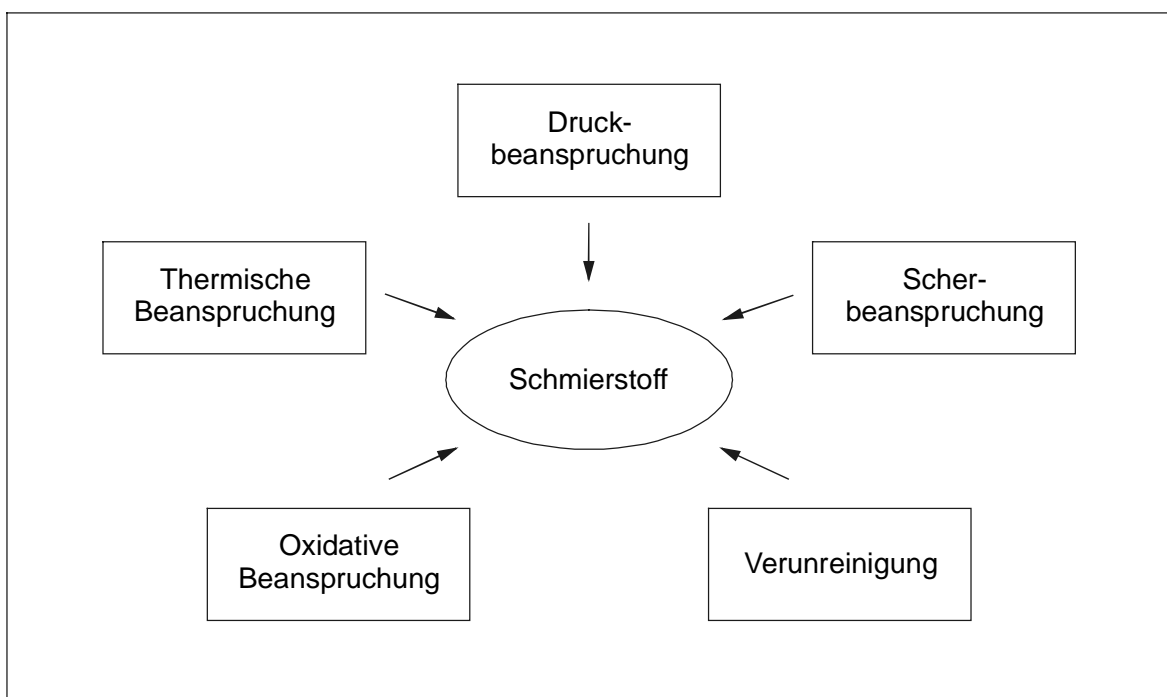 Druck-
beanspruchung
Thermische
Beanspruchung
Scher-
beanspruchung
Schmierstoff
Oxidative
Beanspruchung
Verunreinigung